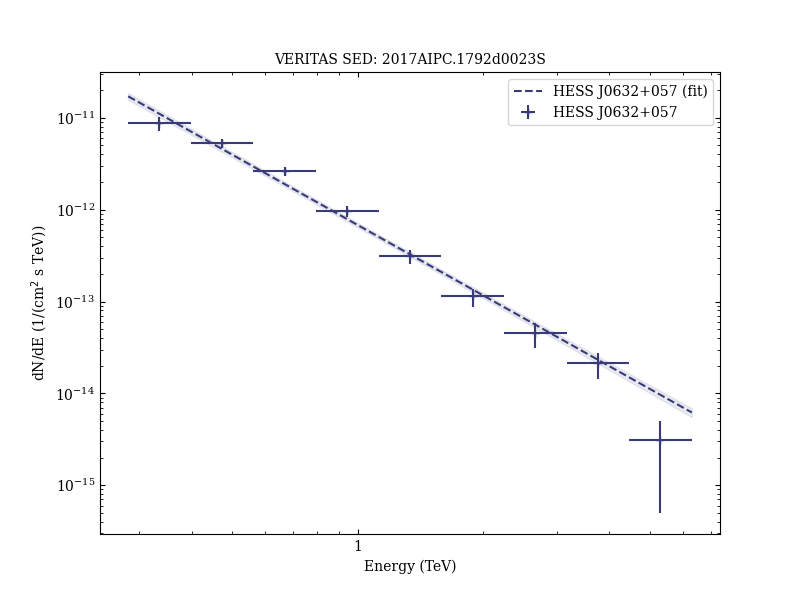 VERITAS SED: 2017AIPC.1792d0023S
HESS J0632+057 (fit)
HESS J0632+057
dN/dE (1/(cm² s TeV))
10⁻¹¹
10⁻¹²
10⁻¹³
10⁻¹⁴
10⁻¹⁵
1
Energy (TeV)